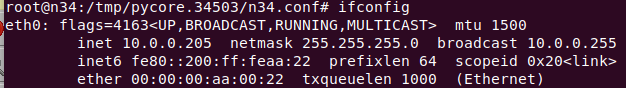 root@n34:/tmp/pycore.34503/n34.conf# ifconfig
eth0: flags=4163<UP,BROADCAST,RUNNING,MULTICAST>  mtu 1500
        inet 10.0.0.205  netmask 255.255.255.0  broadcast 10.0.0.255
        inet6 fe80::200:ff:feaa:22  prefixlen 64  scopeid 0x20<link>
        ether 00:00:00:aa:00:22  txqueuelen 1000  (Ethernet)